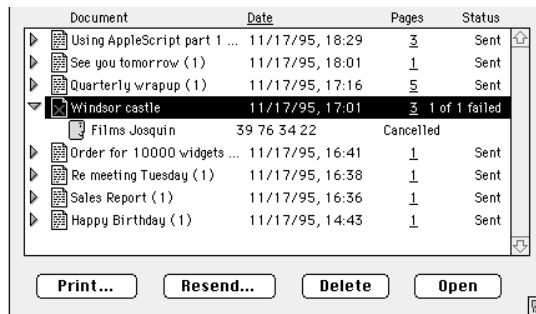 Document Date Pages Status
Using AppleScript part 1 ... 11/17/95, 18:29 3 Sent
See you tomorrow (1) 11/17/95, 18:01 1 Sent
Quarterly wrapup (1) 11/17/95, 17:16 5 Sent
Windsor castle 11/17/95, 17:01 3 1 of 1 failed
Films Josquin 39 76 34 22 Cancelled
Order for 10000 widgets ... 11/17/95, 16:41 1 Sent
Re meeting Tuesday (1) 11/17/95, 16:38 1 Sent
Sales Report (1) 11/17/95, 16:36 1 Sent
Happy Birthday (1) 11/17/95, 14:43 1 Sent
Print... Resend... Delete Open